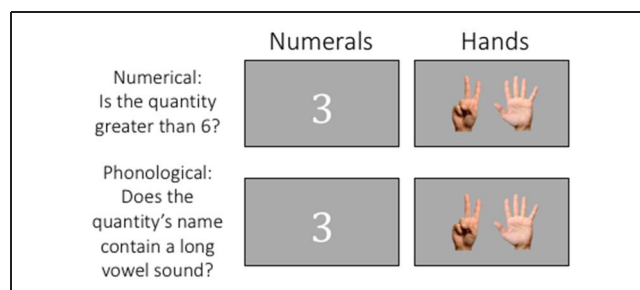 Numerals Hands
Numerical:
Is the quantity
greater than 6?
3
Phonological:
Does the
quantity's name
contain a long
vowel sound?
3